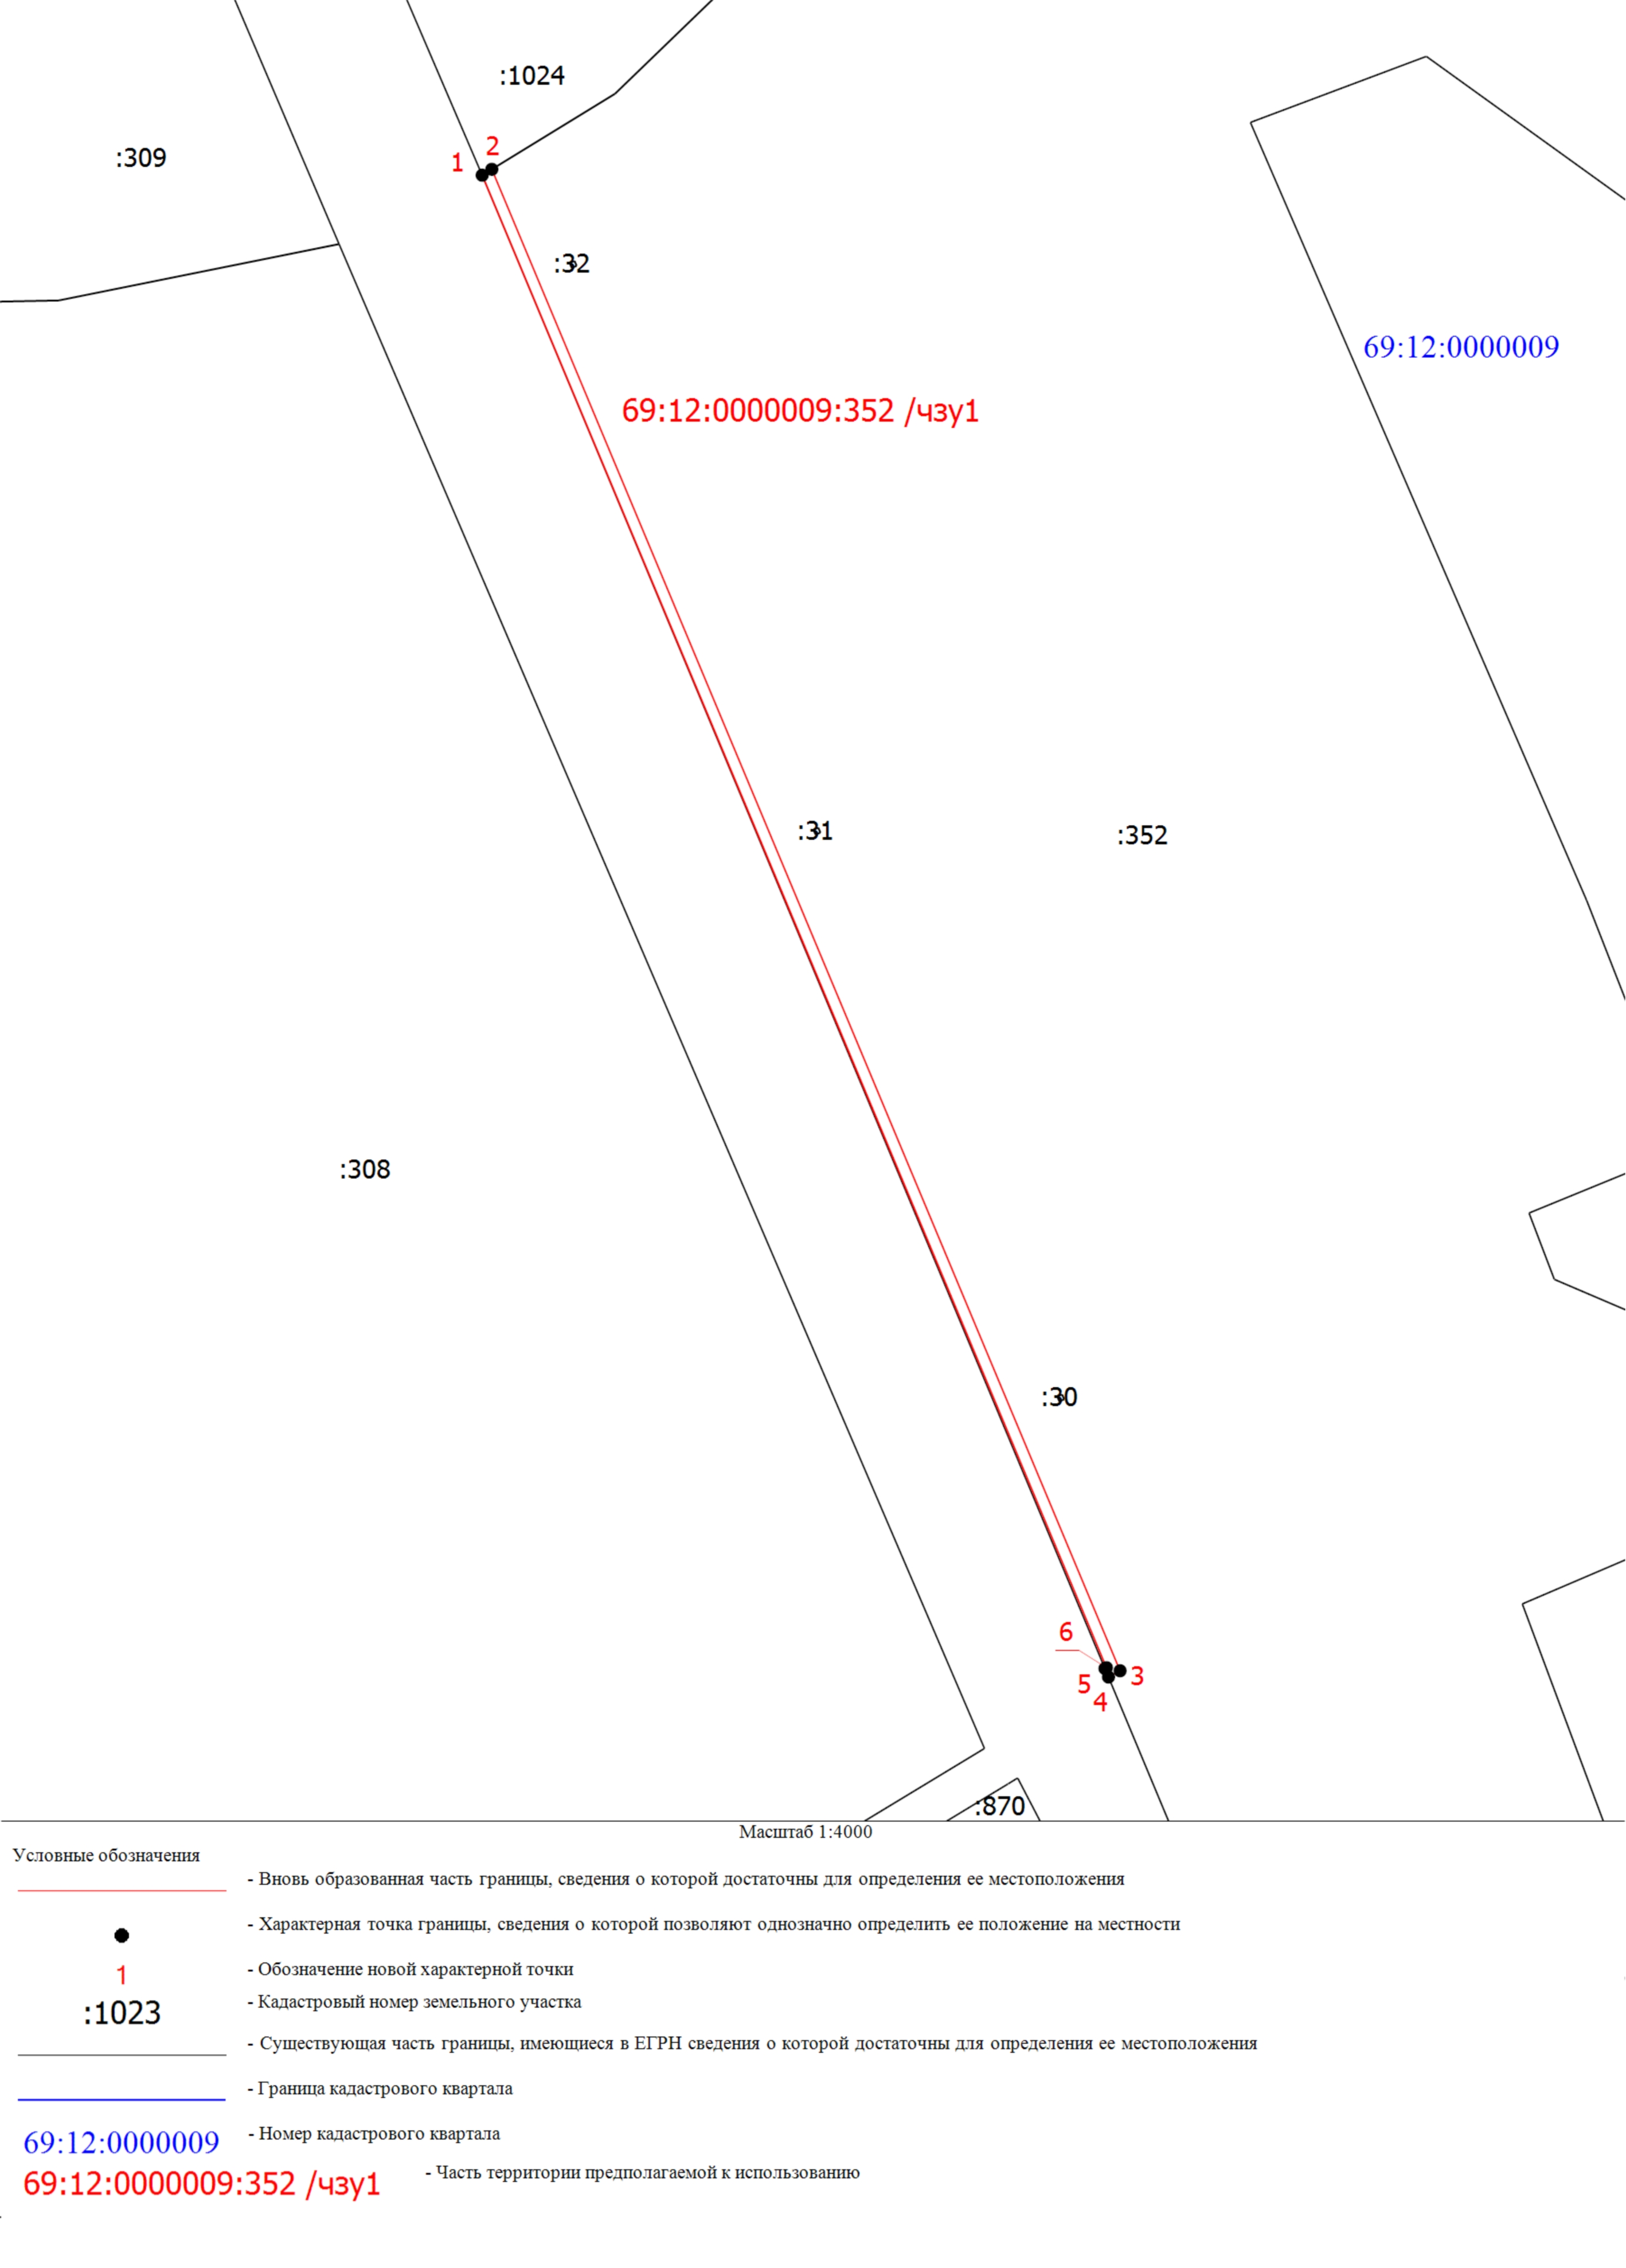 :1024
2
:309
1
:32
69:12:0000009
69:12:0000009:352 /чзу1
:31
:352
:308
:30
6
3
5
4
:870
Масштаб 1:4000
Условные обозначения
- Вновь образованная часть границы, сведения о которой достаточны для определения ее местоположения
- Характерная точка границы, сведения о которой позволяют однозначно определить ее положение на местности
1 - Обозначение новой характерной точки
:1023 - Кадастровый номер земельного участка
- Существующая часть границы, имеющиеся в ЕГРН сведения о которой достаточны для определения ее местоположения
- Граница кадастрового квартала
69:12:0000009 - Номер кадастрового квартала
69:12:0000009:352 /чзу1 - Часть территории предполагаемой к использованию